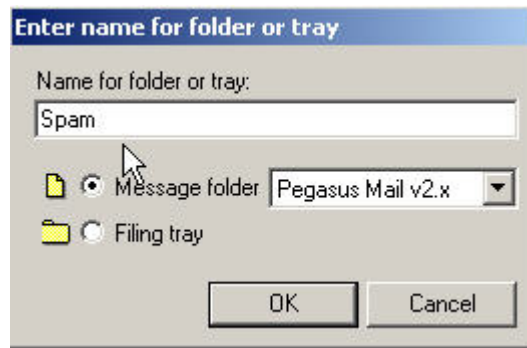 Enter name for folder or tray
Name for folder or tray:
Spam
Message folder Pegasus Mail v2.x
Filing tray
OK Cancel